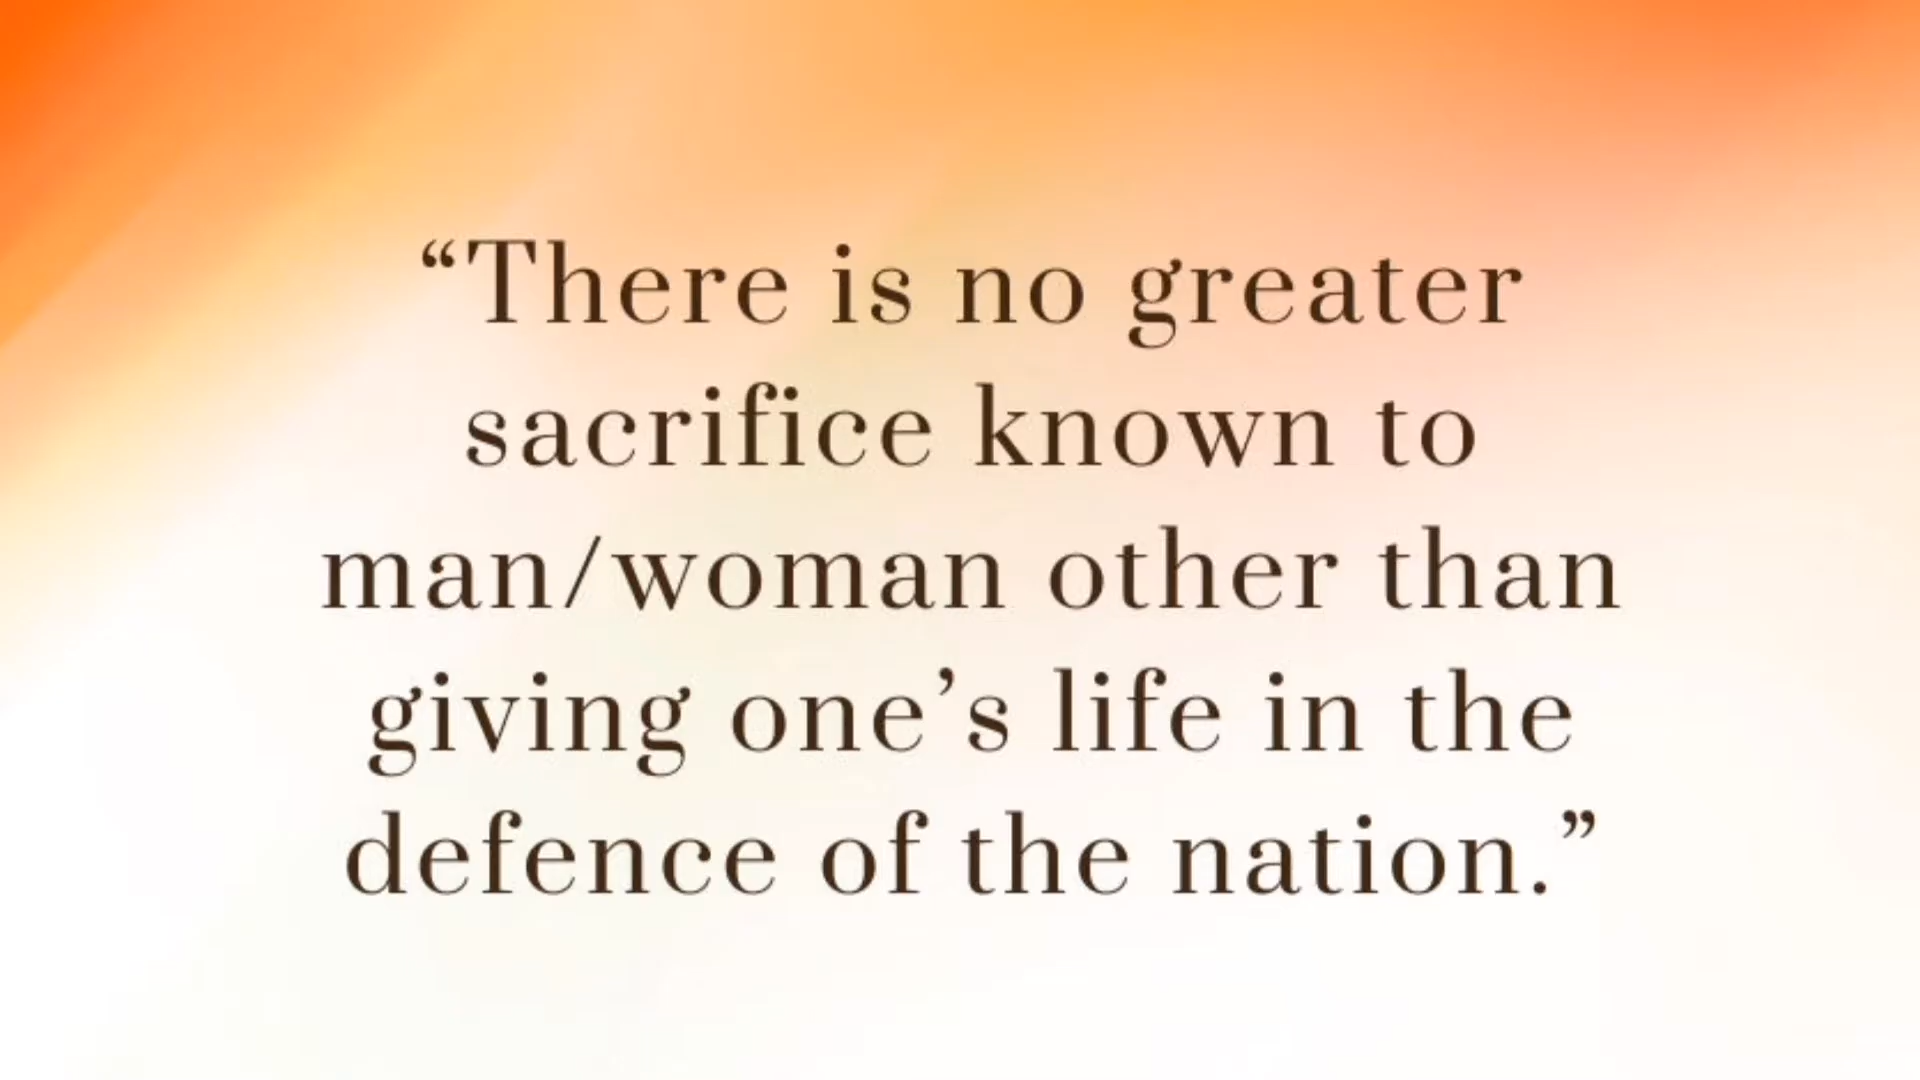 “There is no greater
sacrifice known to
man/woman other than
giving one’s life in the
defence of the nation.”